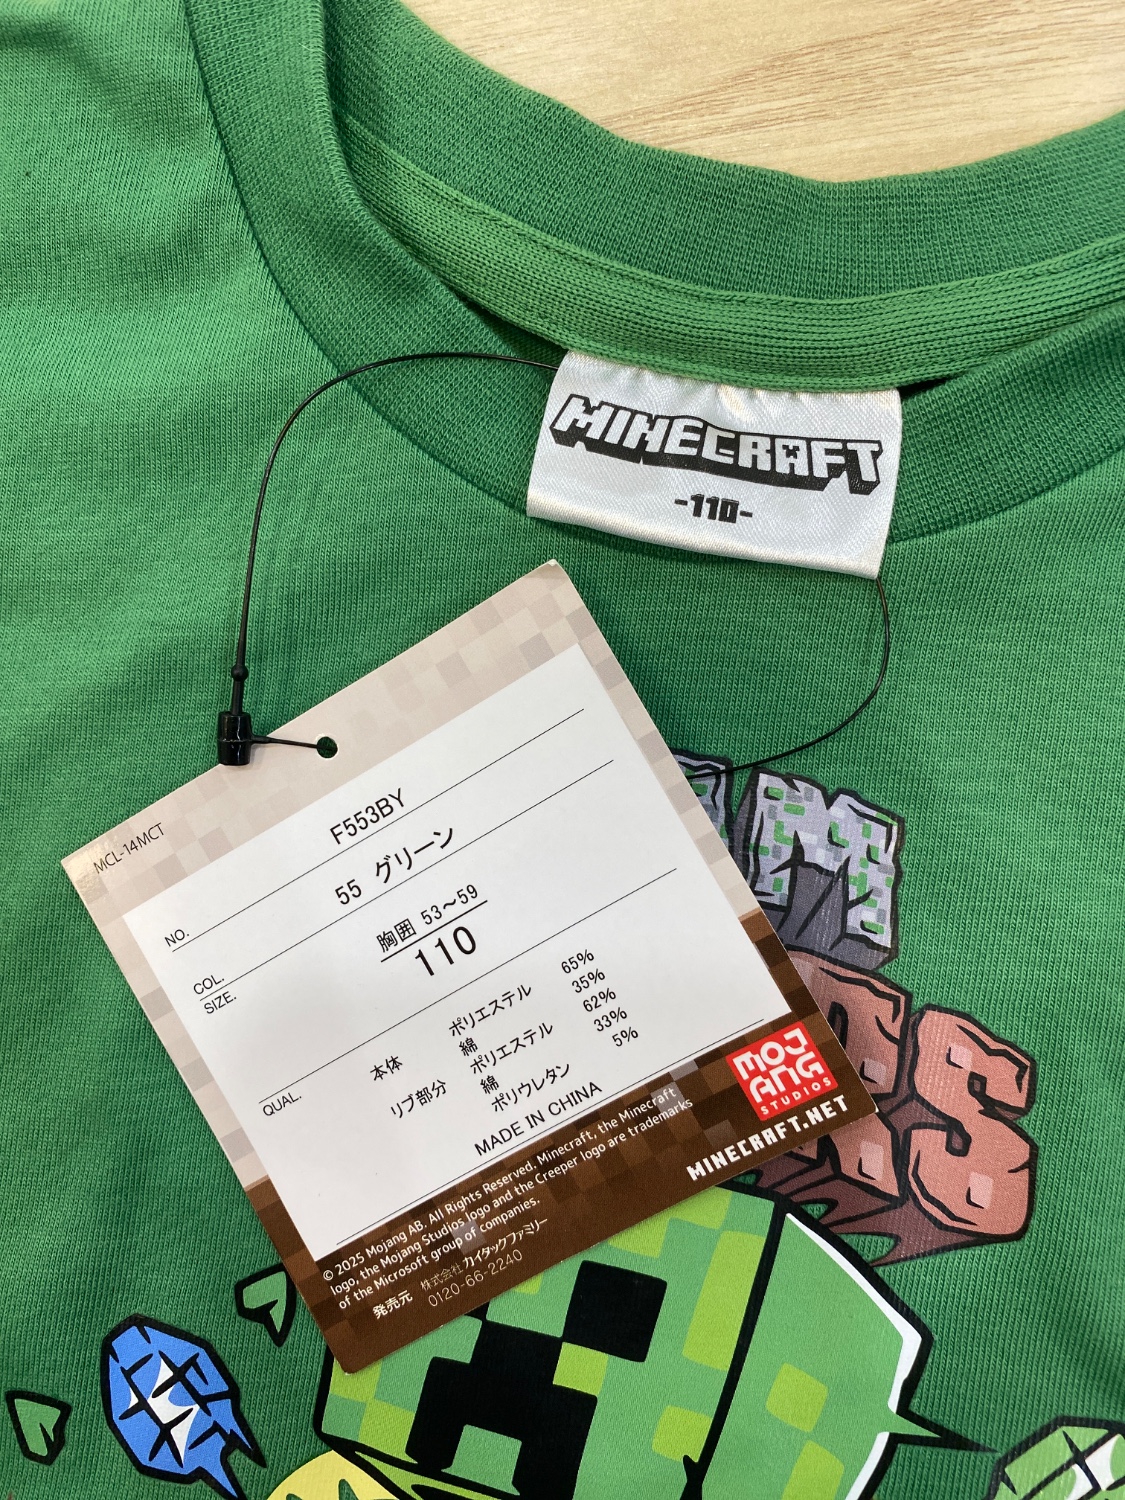 MINECRAFT
-110-
MCL-14MCT
NO. F553BY
COL. 55 グリーン
SIZE. 胸囲 53～59
110
QUAL. 本体 ポリエステル 65%
綿 35%
リブ部分 ポリエステル 62%
綿 33%
ポリウレタン 5%
MADE IN CHINA
MOJ
ANG
STUDIOS
MINECRAFT.NET
© 2025 Mojang AB. All Rights Reserved. Minecraft, the Minecraft
logo, the Mojang Studios logo and the Creeper logo are trademarks
of the Microsoft group of companies.
発売元 株式会社カイタックファミリー
0120-66-2240